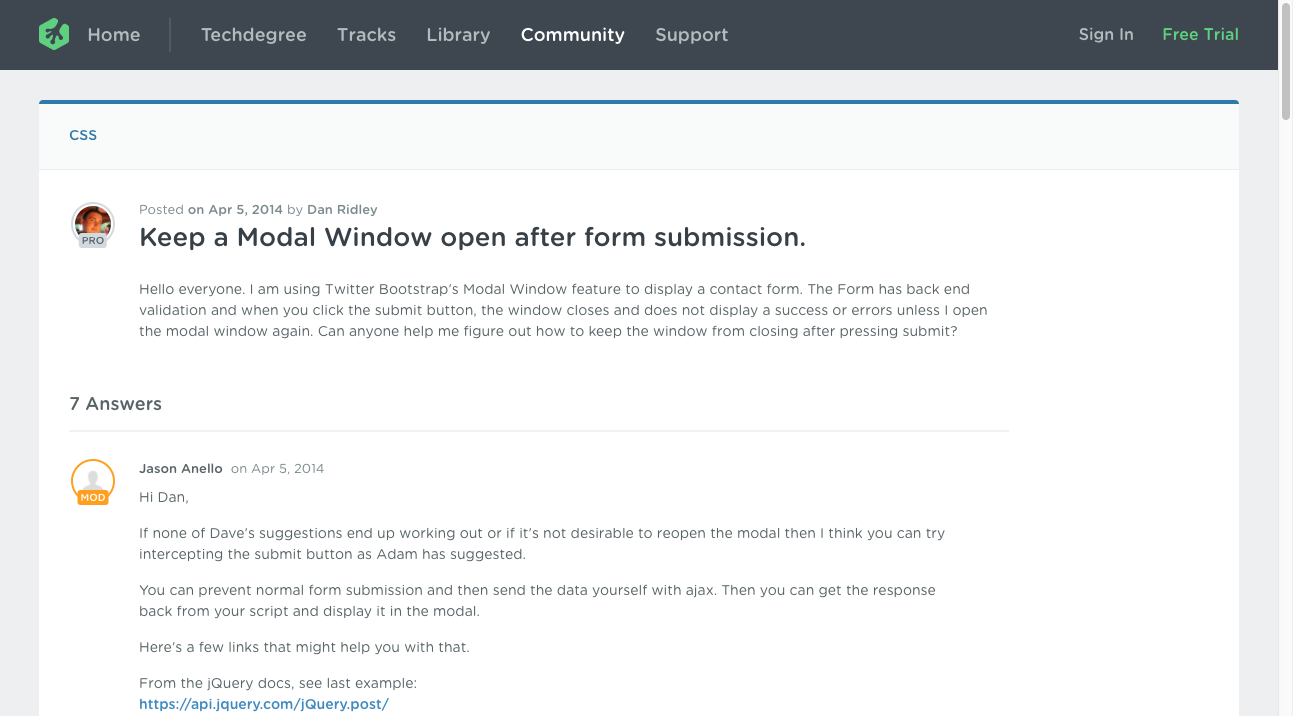 Home Techdegree Tracks Library Community Support Sign In Free Trial
CSS
Posted on Apr 5, 2014 by Dan Ridley
PRO
Keep a Modal Window open after form submission.
Hello everyone. I am using Twitter Bootstrap's Modal Window feature to display a contact form. The Form has back end
validation and when you click the submit button, the window closes and does not display a success or errors unless I open
the modal window again. Can anyone help me figure out how to keep the window from closing after pressing submit?
7 Answers
Jason Anello on Apr 5, 2014
MOD
Hi Dan,
If none of Dave's suggestions end up working out or if it's not desirable to reopen the modal then I think you can try
intercepting the submit button as Adam has suggested.
You can prevent normal form submission and then send the data yourself with ajax. Then you can get the response
back from your script and display it in the modal.
Here's a few links that might help you with that.
From the jQuery docs, see last example:
https://api.jquery.com/jQuery.post/